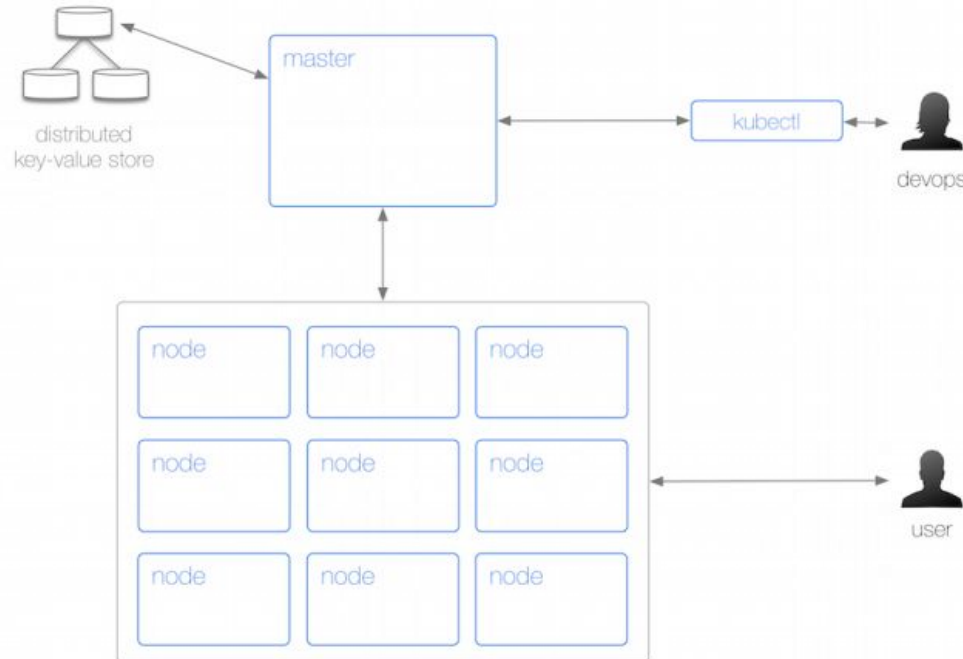 master
distributed
key-value store
kubectl
devops
node node node
node node node
user
node node node